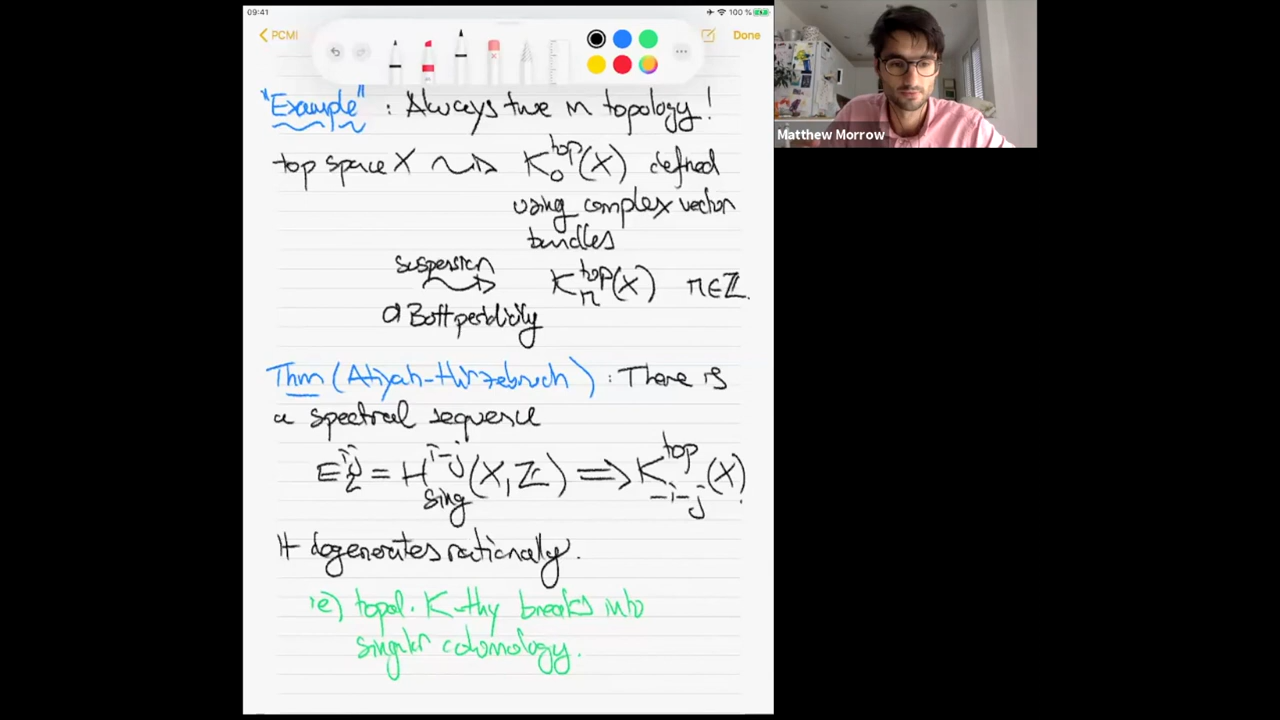 09:41
100 %
PCMI
Done
"Example" : Always true in topology!
top space X ⇝ K₀^top(X) defined
using complex vector
bundles
suspension
⇝ K_n^top(X) n∈ℤ.
& Bott periodicity
Thm (Atiyah-Hirzebruch) : There is
a spectral sequence
E₂^{ij} = H_sing^{i-j}(X, ℤ) ⟹ K_{-i-j}^top(X).
It degenerates rationally.
ie) topol. K-thy breaks into
singular cohomology.
Matthew Morrow